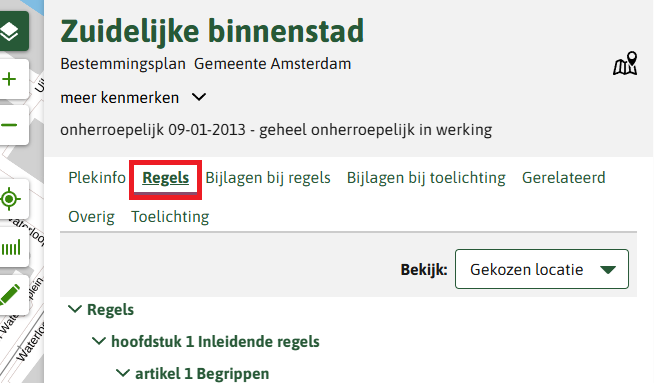 Zuidelijke binnenstad
Bestemmingsplan Gemeente Amsterdam
meer kenmerken
onherroepelijk 09-01-2013 - geheel onherroepelijk in werking
Plekinfo Regels Bijlagen bij regels Bijlagen bij toelichting Gerelateerd
Overig Toelichting
Bekijk: Gekozen locatie
Regels
hoofdstuk 1 Inleidende regels
artikel 1 Begrippen
Waterloo